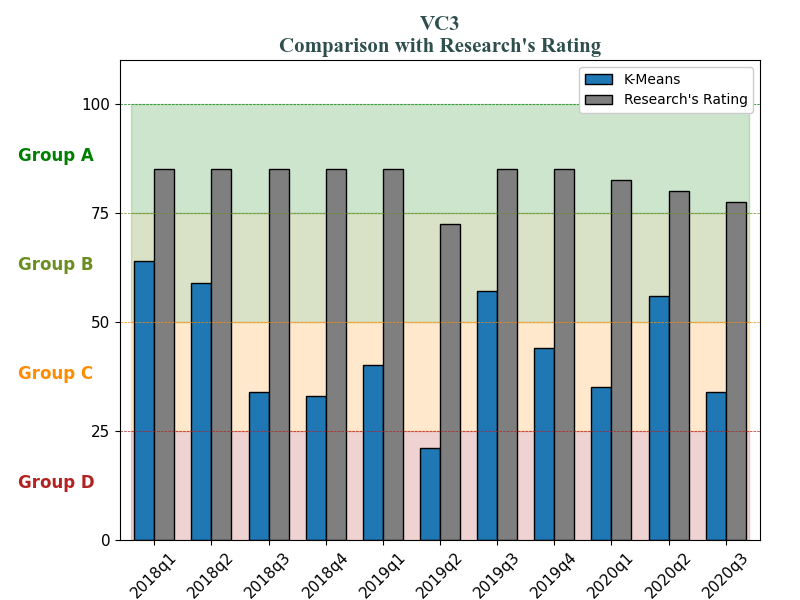 VC3
Comparison with Research's Rating
K-Means
Research's Rating
100
Group A
75
Group B
50
Group C
25
Group D
0
2018q1
2018q2
2018q3
2018q4
2019q1
2019q2
2019q3
2019q4
2020q1
2020q2
2020q3